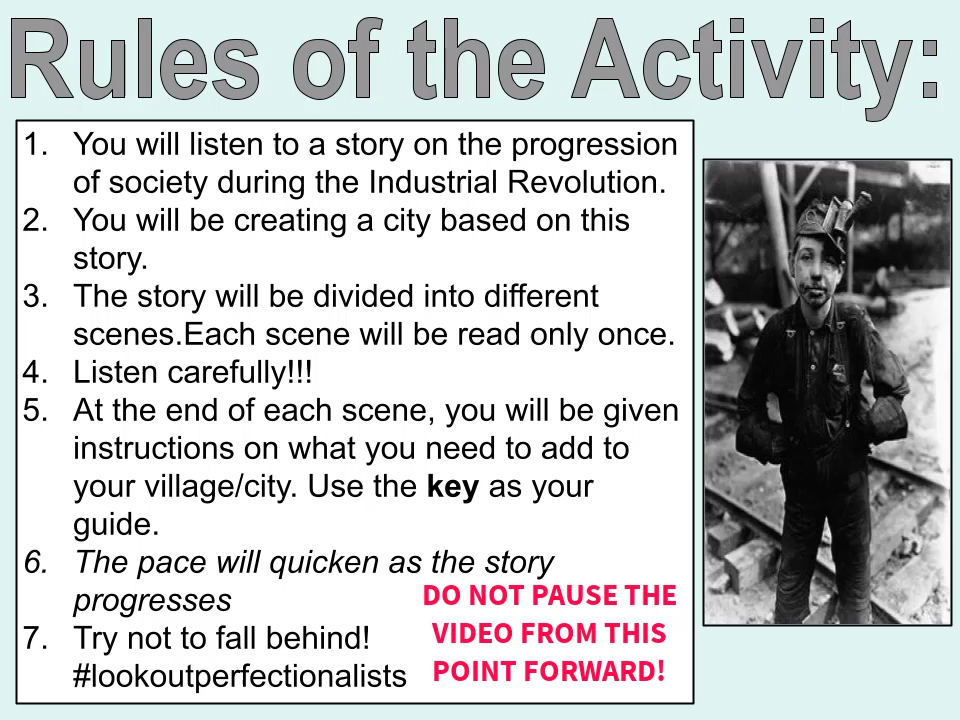 Rules of the Activity:
1. You will listen to a story on the progression
of society during the Industrial Revolution.
2. You will be creating a city based on this
story.
3. The story will be divided into different
scenes.Each scene will be read only once.
4. Listen carefully!!!
5. At the end of each scene, you will be given
instructions on what you need to add to
your village/city. Use the key as your
guide.
6. The pace will quicken as the story
progresses
7. Try not to fall behind!
#lookoutperfectionalists
DO NOT PAUSE THE
VIDEO FROM THIS
POINT FORWARD!